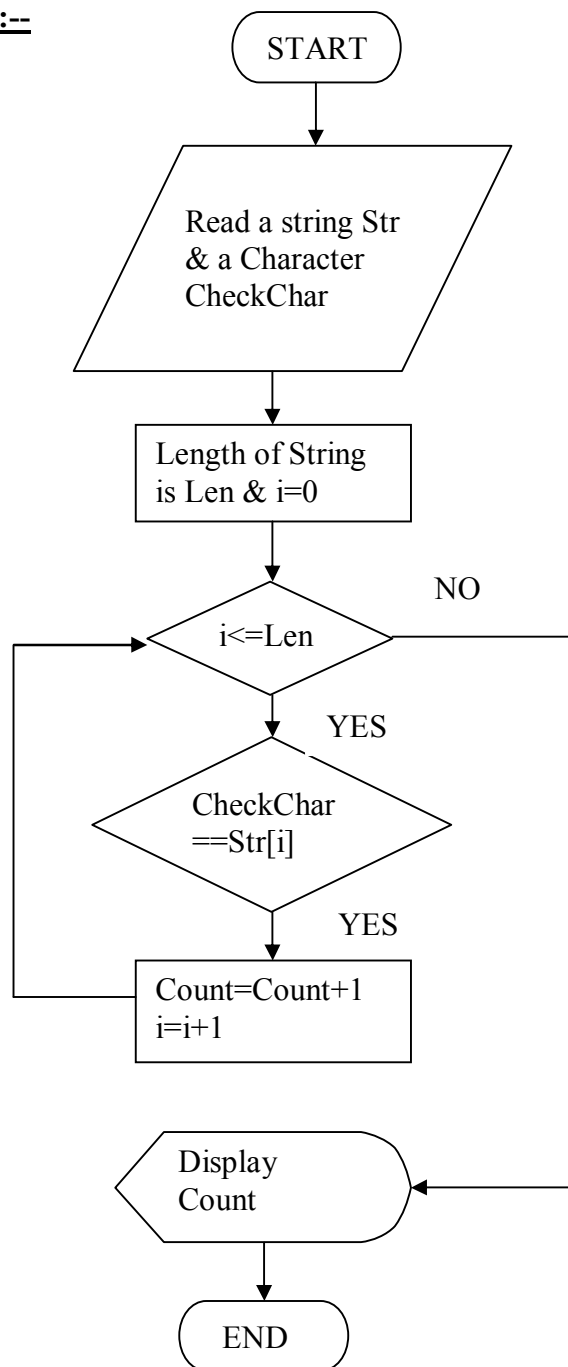 :--
START
Read a string Str
& a Character
CheckChar
Length of String
is Len & i=0
NO
i<=Len
YES
CheckChar
==Str[i]
YES
Count=Count+1
i=i+1
Display
Count
END